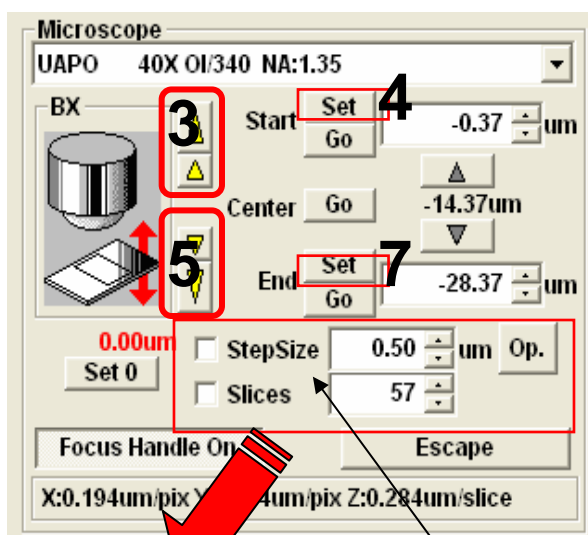 Microscope
UAPO 40X OI/340 NA:1.35
BX
3
Start Set 4 -0.37 um
Go
Center Go -14.37um
5
End Set 7 -28.37 um
Go
0.00um
Set 0
StepSize 0.50 um Op.
Slices 57
Focus Handle On Escape
X:0.194um/pix Y 4um/pix Z:0.284um/slice